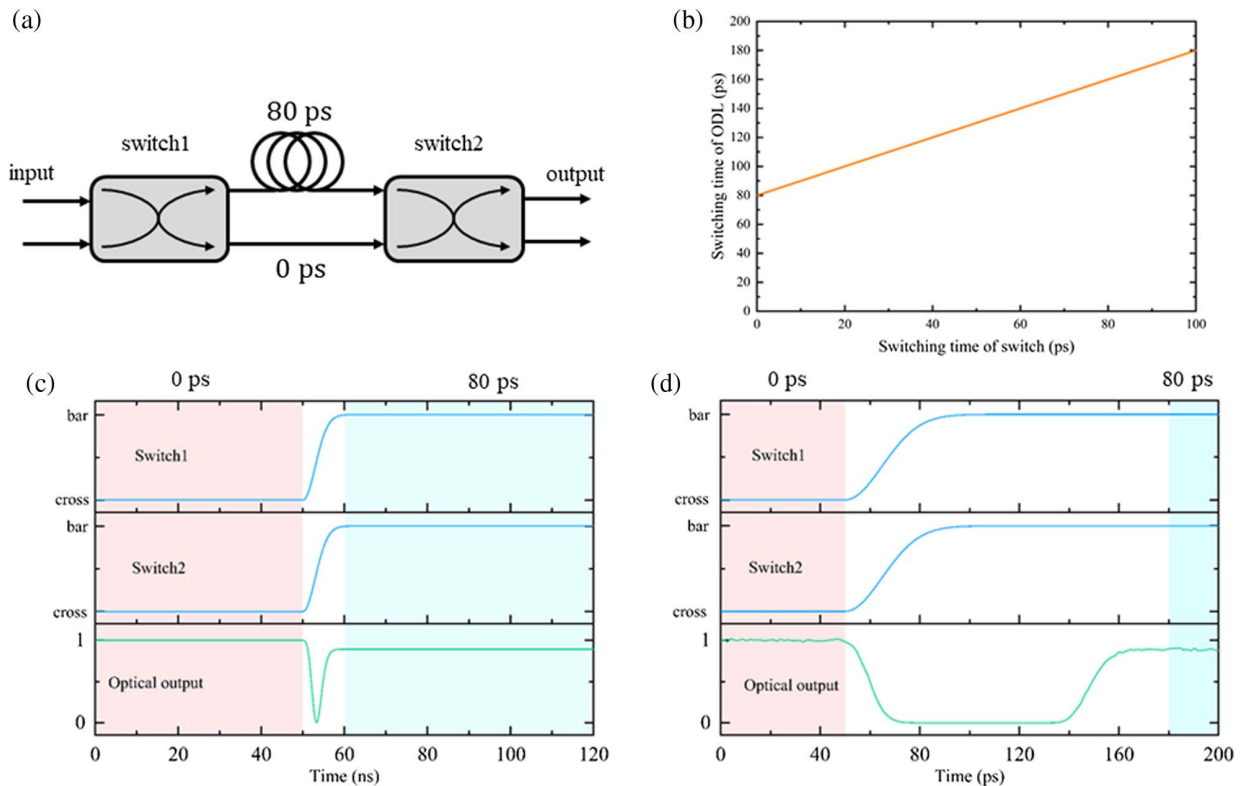 (a)
80 ps
switch1
switch2
input
output
0 ps
(b)
200
180
160
140
120
100
80
60
40
20
0
Switching time of ODL (ps)
0 20 40 60 80 100
Switching time of switch (ps)
(c)
0 ps 80 ps
bar
Switch1
cross
bar
Switch2
cross
1
Optical output
0
0 20 40 60 80 100 120
Time (ns)
(d)
0 ps 80 ps
bar
Switch1
cross
bar
Switch2
cross
1
Optical output
0
0 40 80 120 160 200
Time (ps)